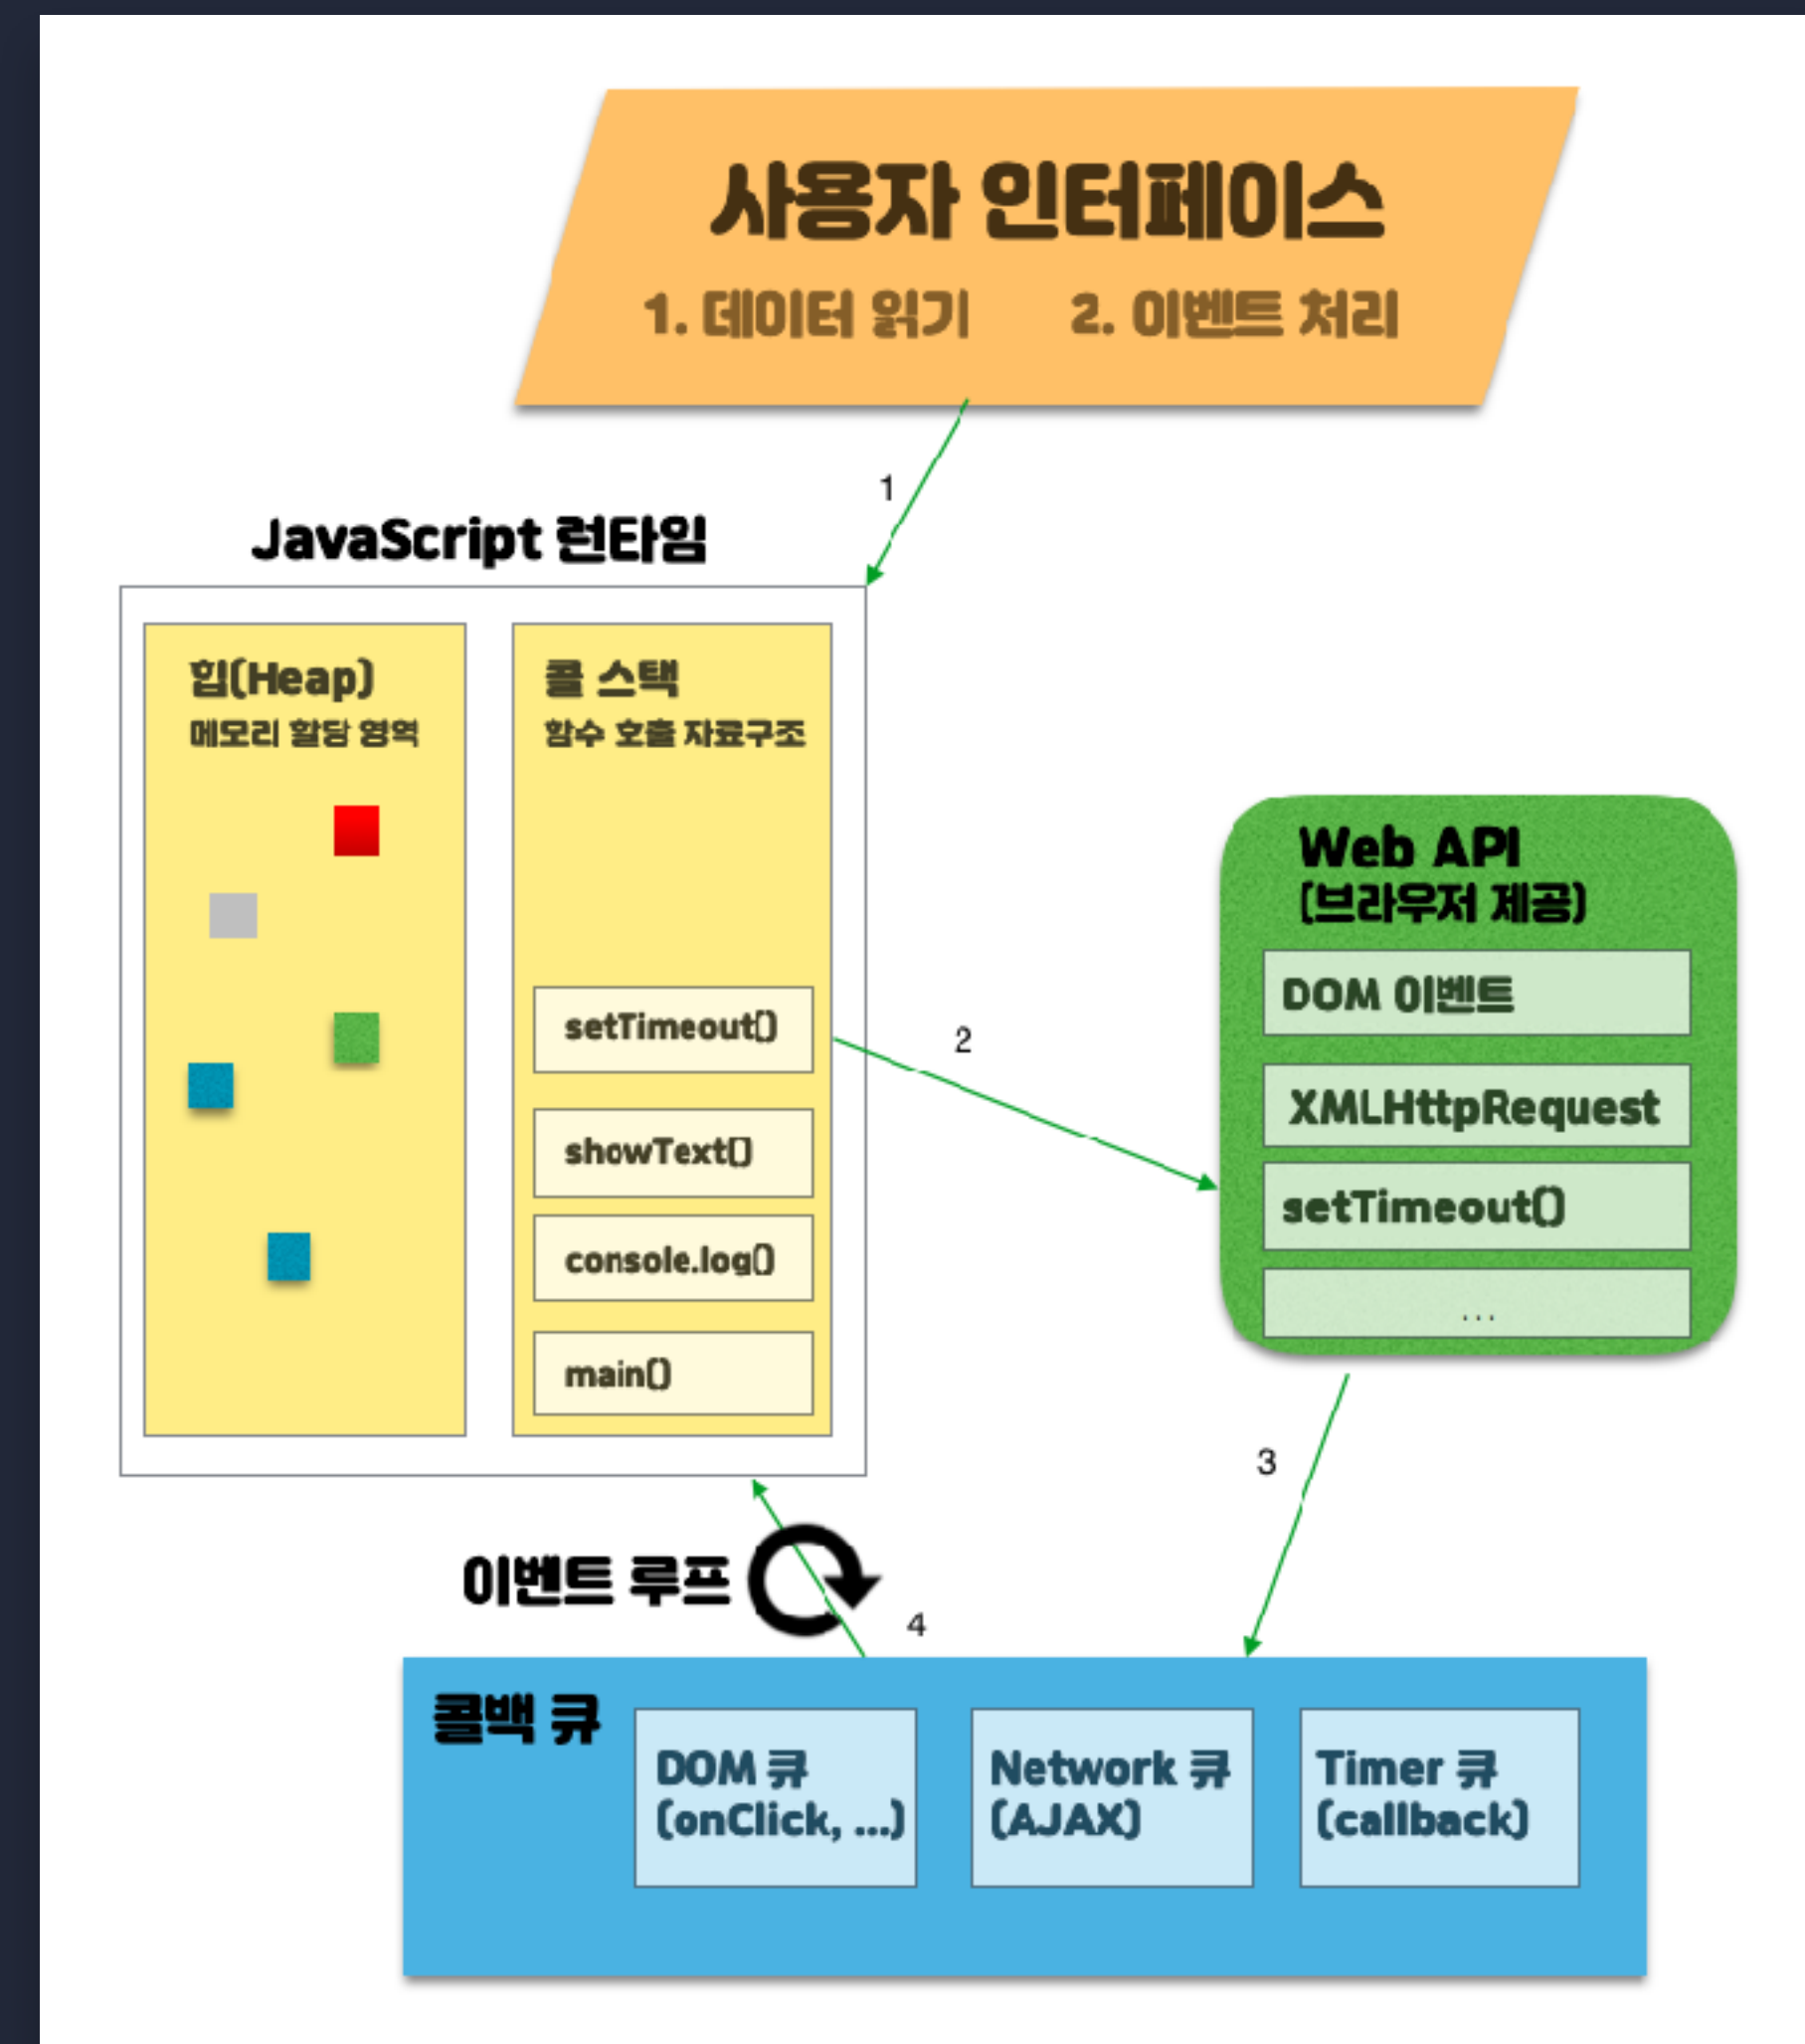 사용자 인터페이스
1. 데이터 읽기 2. 이벤트 처리
1
JavaScript 런타임
힙(Heap)
메모리 할당 영역
콜 스택
함수 호출 자료구조
setTimeout()
showText()
console.log()
main()
2
Web API
(브라우저 제공)
DOM 이벤트
XMLHttpRequest
setTimeout()
...
3
이벤트 루프
4
콜백 큐
DOM 큐
(onClick, ...)
Network 큐
(AJAX)
Timer 큐
(callback)